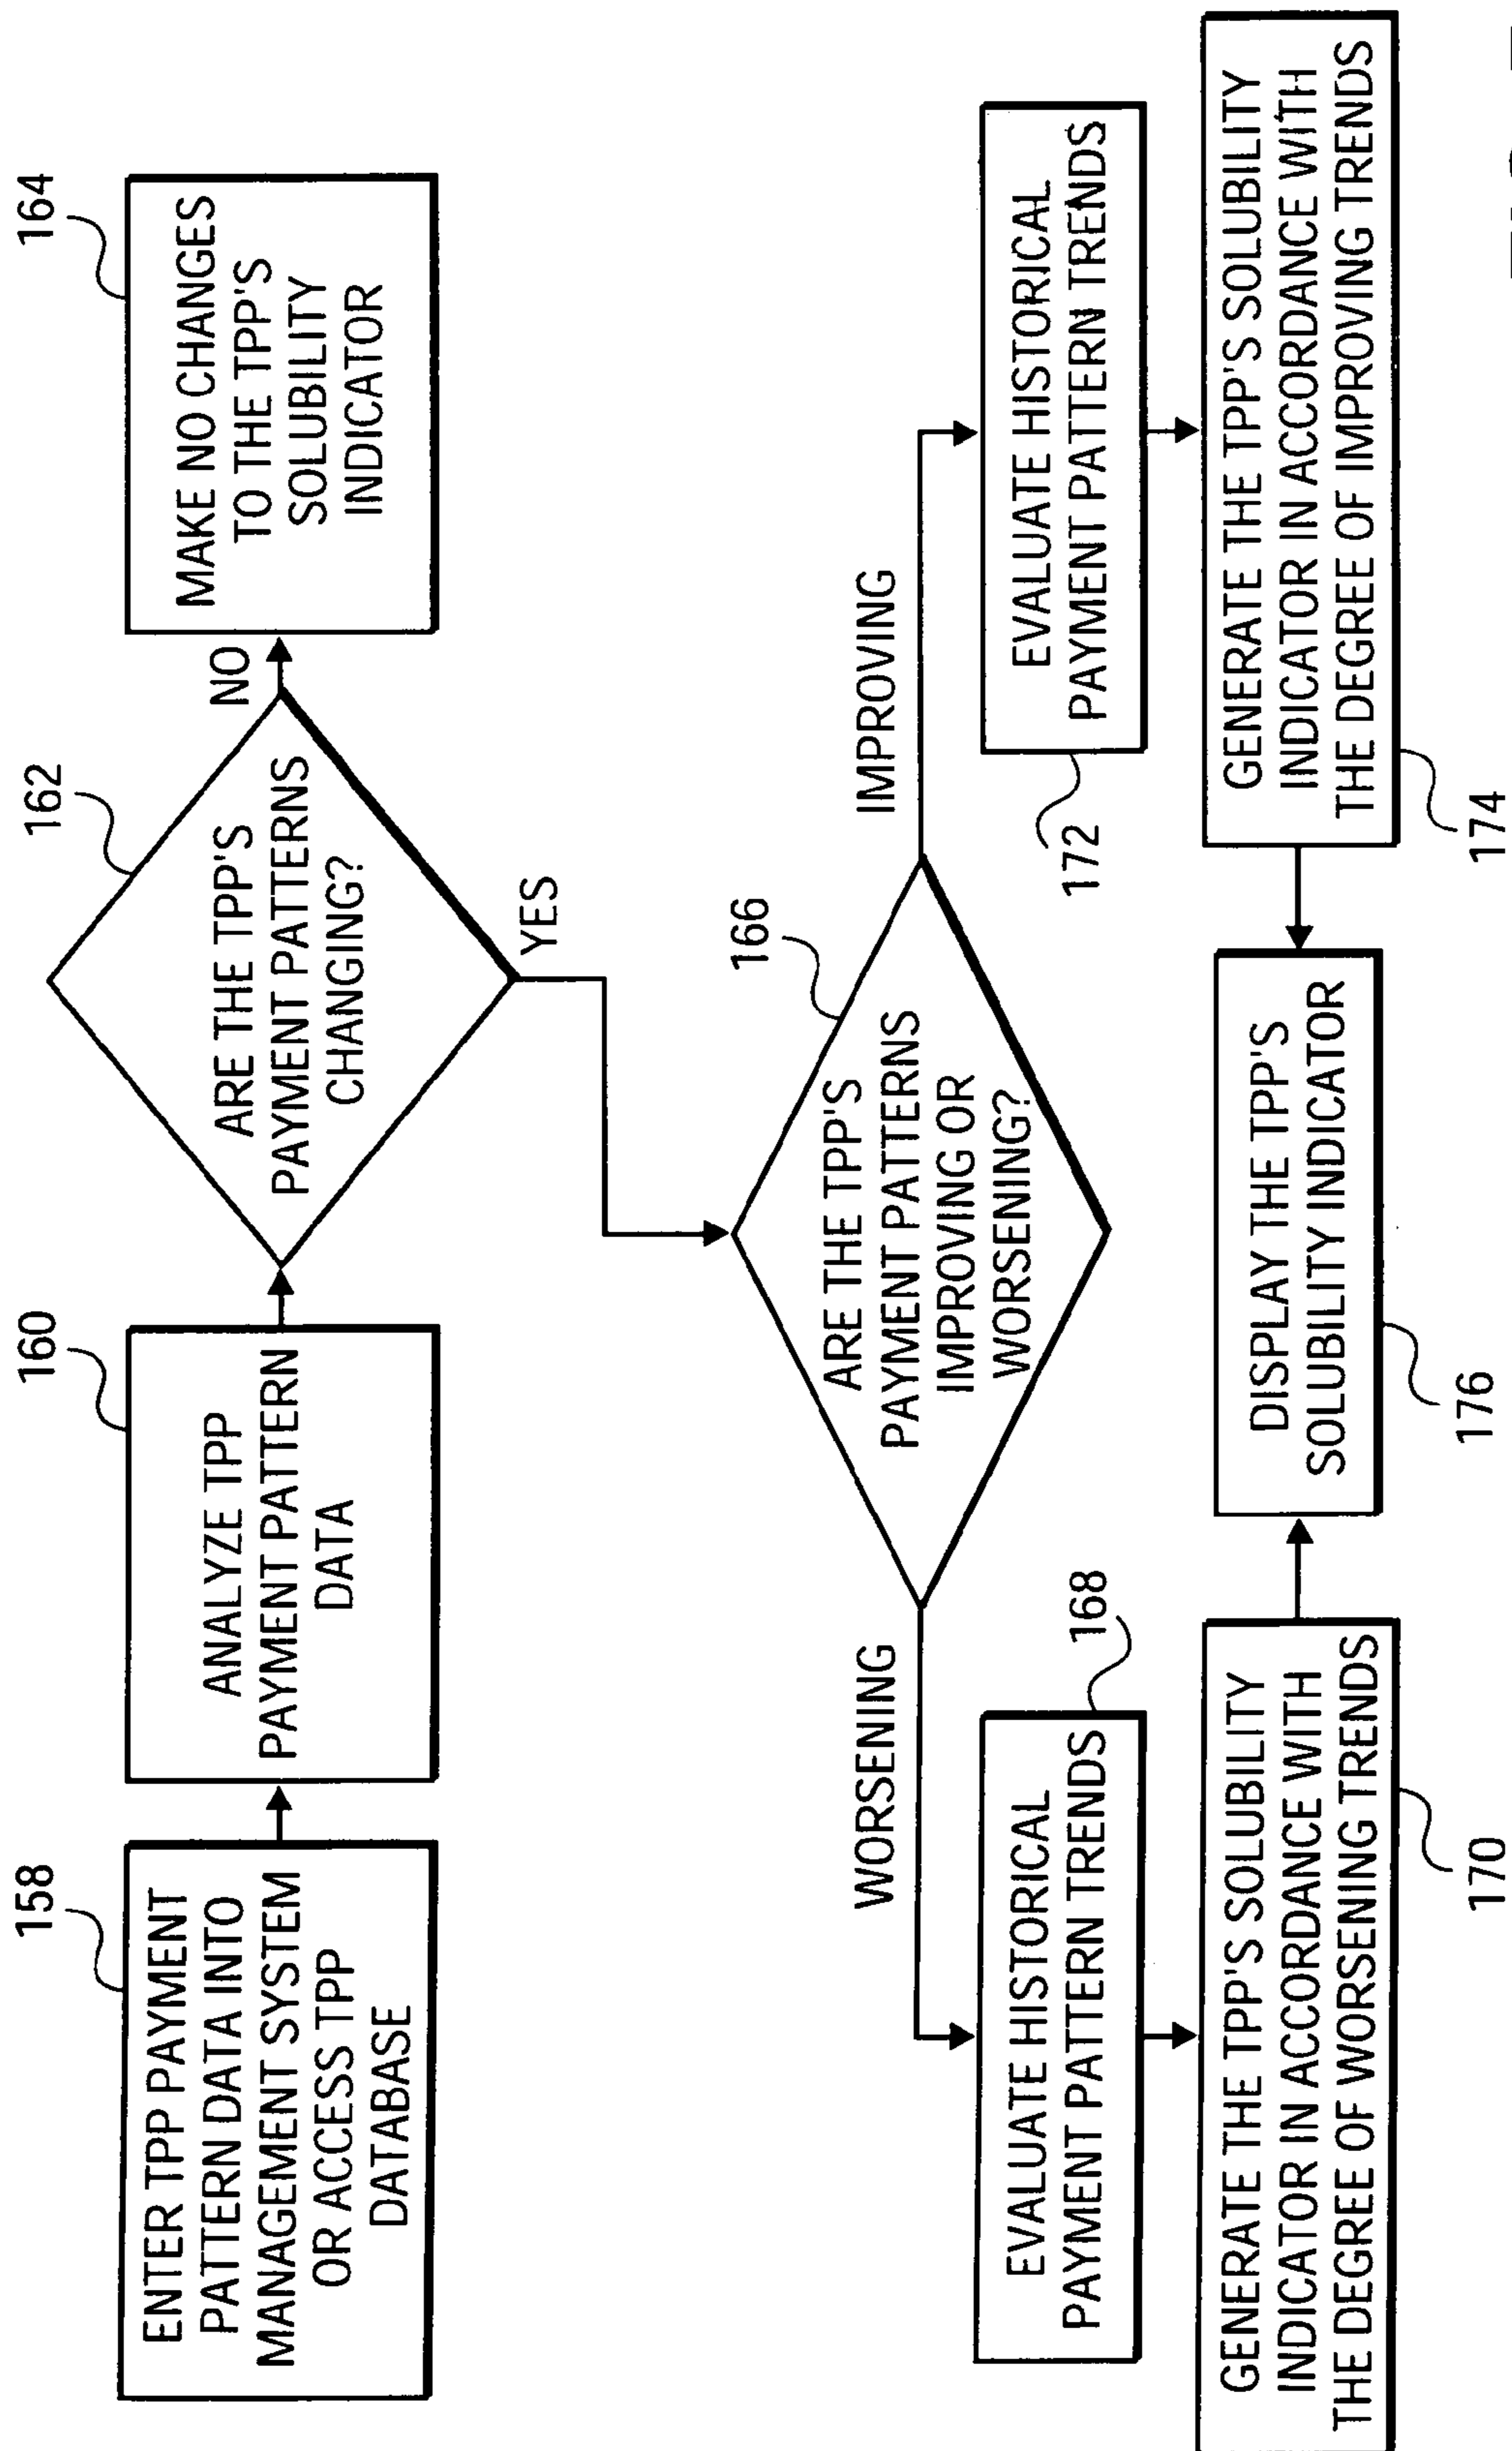 158
ENTER TPP PAYMENT
PATTERN DATA INTO
MANAGEMENT SYSTEM
OR ACCESS TPP
DATABASE
160
ANALYZE TPP
PAYMENT PATTERN
DATA
162
ARE THE TPP'S
PAYMENT PATTERNS
CHANGING?
NO
164
MAKE NO CHANGES
TO THE TPP'S
SOLUBILITY
INDICATOR
YES
166
ARE THE TPP'S
PAYMENT PATTERNS
IMPROVING OR
WORSENING?
WORSENING
168
EVALUATE HISTORICAL
PAYMENT PATTERN TRENDS
GENERATE THE TPP'S SOLUBILITY
INDICATOR IN ACCORDANCE WITH
THE DEGREE OF WORSENING TRENDS
170
IMPROVING
EVALUATE HISTORICAL
PAYMENT PATTERN TRENDS
172
GENERATE THE TPP'S SOLUBILITY
INDICATOR IN ACCORDANCE WITH
THE DEGREE OF IMPROVING TRENDS
174
DISPLAY THE TPP'S
SOLUBILITY INDICATOR
176